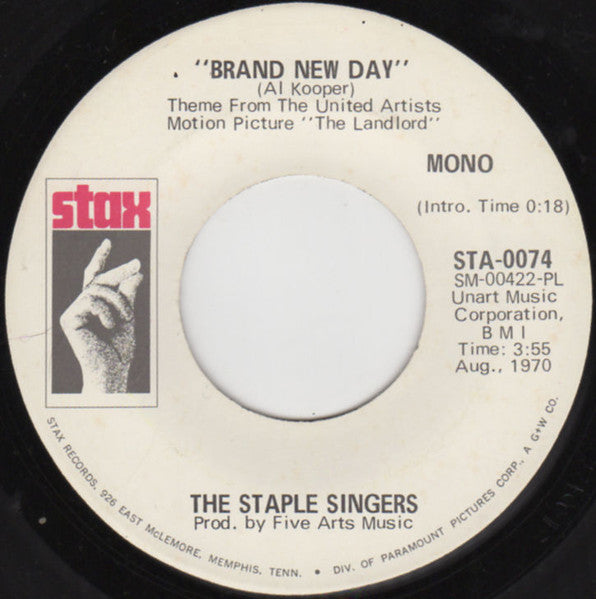 "BRAND NEW DAY"
(Al Kooper)
Theme From The United Artists
Motion Picture "The Landlord"
MONO
(Intro. Time 0:18)
stax
STA-0074
SM-00422-PL
Unart Music
Corporation,
B M I
Time: 3:55
Aug., 1970
THE STAPLE SINGERS
Prod. by Five Arts Music
STAX RECORDS, 926 EAST McLEMORE, MEMPHIS, TENN. • DIV. OF PARAMOUNT PICTURES CORP., A G+W CO.